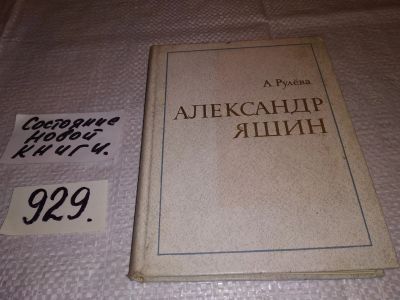 Состояние
новой
книги.
929.
А. Рулёва
АЛЕКСАНДР
ЯШИН